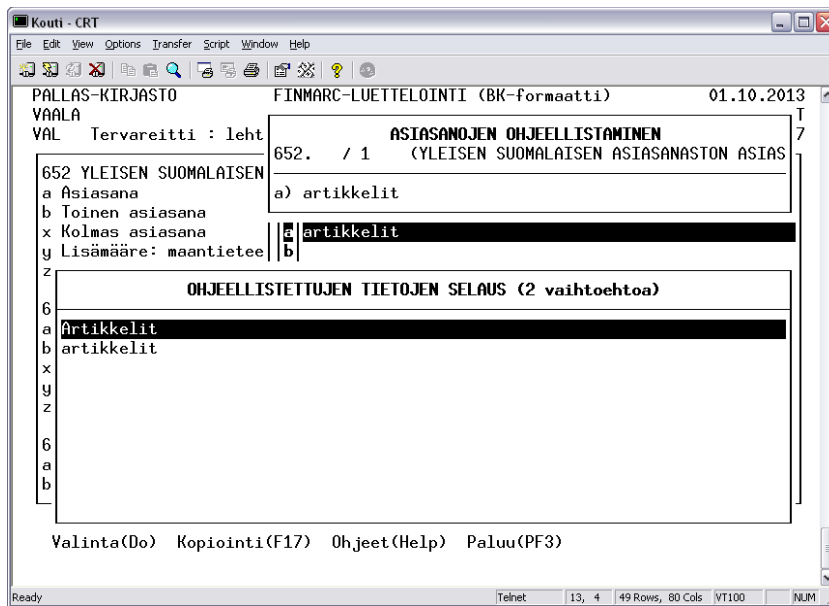 Kouti - CRT
File Edit View Options Transfer Script Window Help
PALLAS-KIRJASTO FINMARC-LUETTELOINTI (BK-formaatti) 01.10.2013
VAALA T
VAL Tervareitti : leht ASIASANOJEN OHJEELLISTAMINEN 7
652. / 1 (YLEISEN SUOMALAISEN ASIASANASTON ASIAS
652 YLEISEN SUOMALAISEN
a Asiasana a) artikkelit
b Toinen asiasana
x Kolmas asiasana a artikkelit
y Lisämääre: maantietee b
z
OHJEELLISTETTUJEN TIETOJEN SELAUS (2 vaihtoehtoa)
6
a Artikkelit
b artikkelit
x
y
z
6
a
b
Valinta(Do) Kopiointi(F17) Ohjeet(Help) Paluu(PF3)
Ready Telnet 13, 4 49 Rows, 80 Cols VT100 NUM